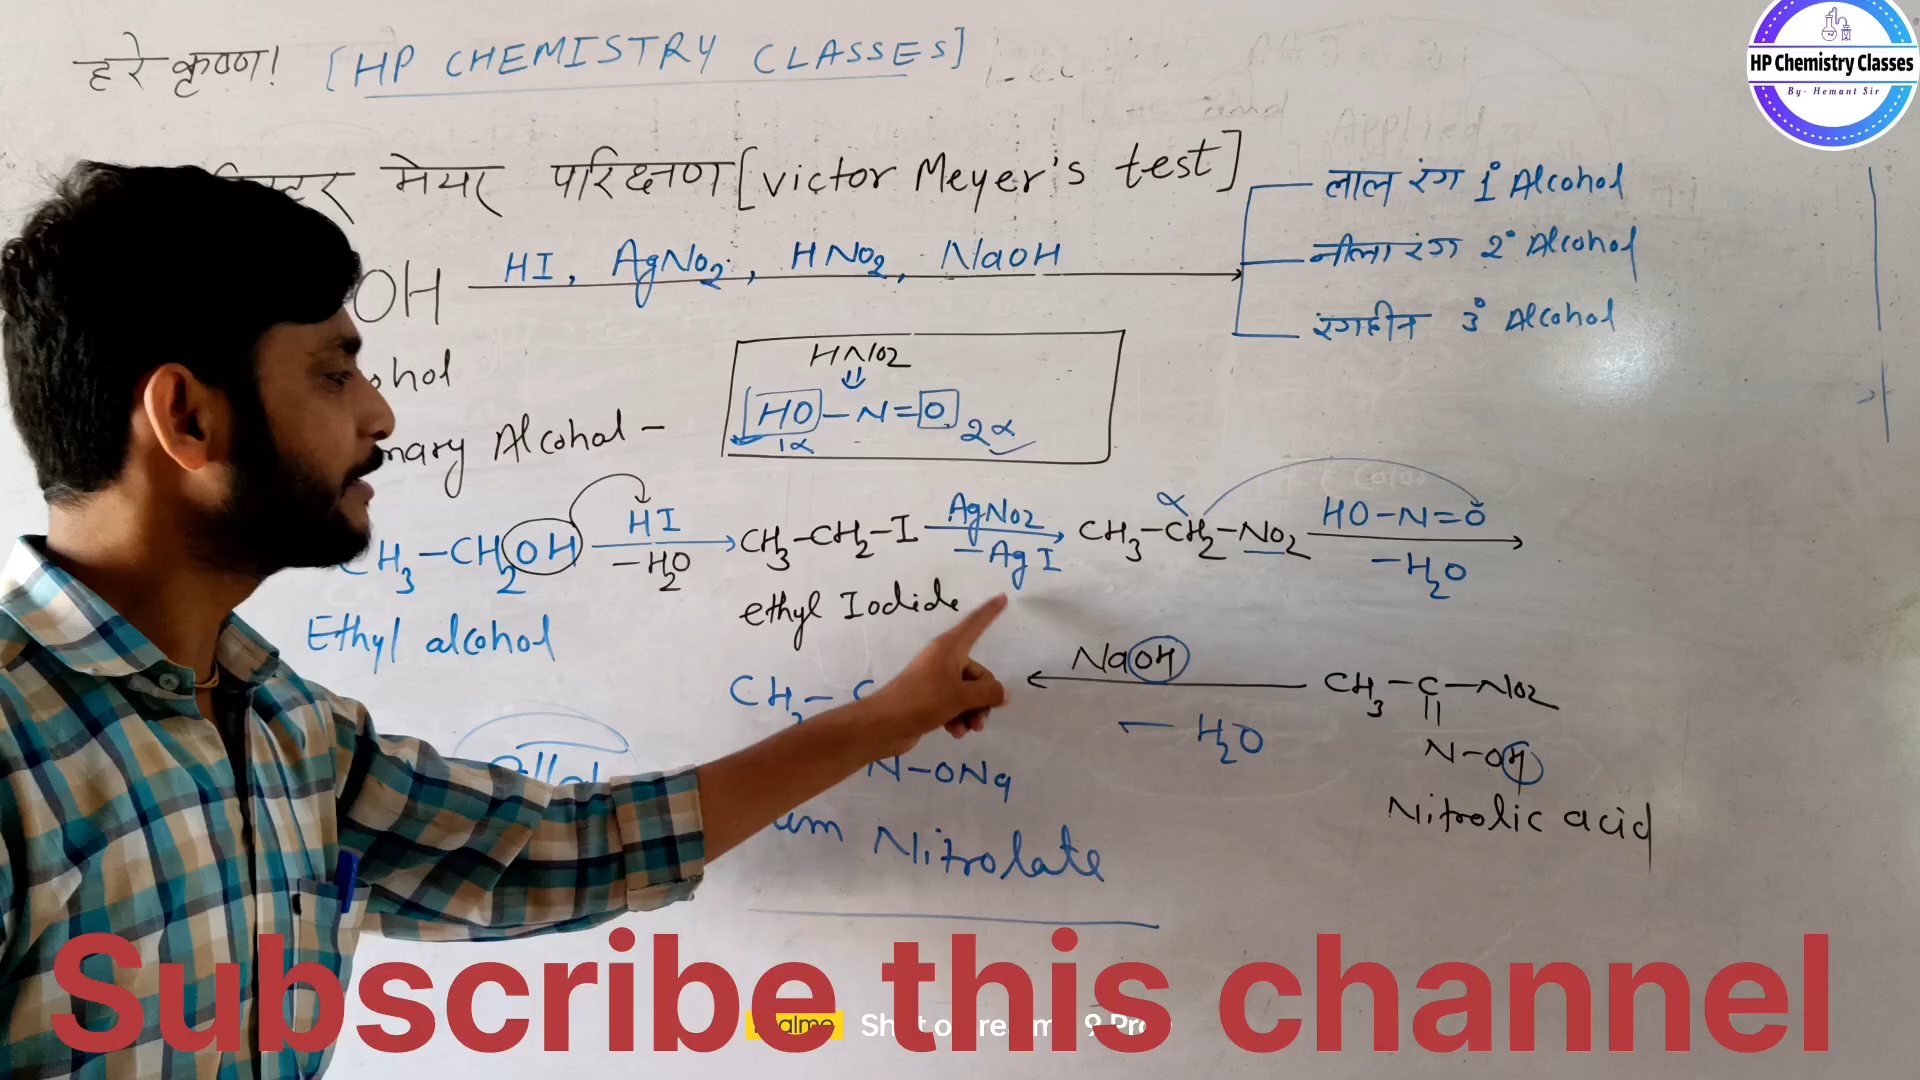 हरे कृष्ण! [HP CHEMISTRY CLASSES]
HP Chemistry Classes
By- Hemant Sir
मेयर परिक्षण [victor Meyer's test]
OH HI, AgNO2, HNO2, NaOH
लाल रंग 1° Alcohol
नीला रंग 2° Alcohol
रंगहीन 3° Alcohol
HNO2
HO-N=O
1α 2α
Alcohol -
CH3-CH2OH HI -H2O CH3-CH2-I AgNO2 -AgI α CH3-CH2-NO2 HO-N=O -H2O
Ethyl alcohol ethyl Iodide
CH3-C NaOH -H2O CH3-C-NO2
N-ONa N-OH
Nitrolate Nitrolic acid
Subscribe this channel